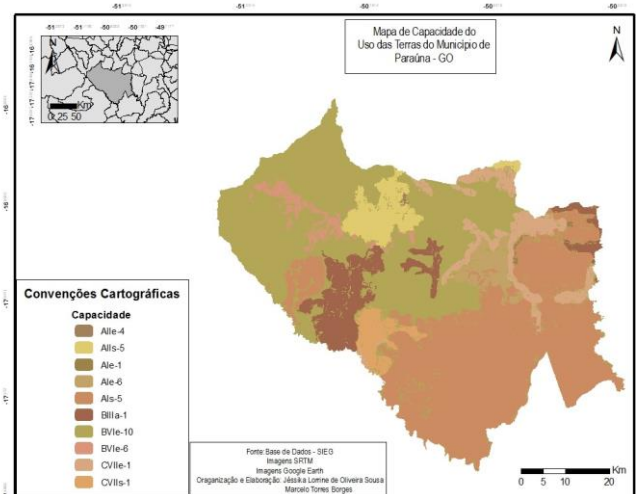 Mapa de Capacidade do
Uso das Terras do Município de
Paraúna - GO
N
N
Km
0 25 50
Convenções Cartográficas
Capacidade
AIIe-4
AIIs-5
AIe-1
AIe-6
AIs-5
BIIIa-1
BVIe-10
BVIe-6
CVIIe-1
CVIIs-1
Fonte: Base de Dados - SIEG
Imagens SRTM
Imagens Google Earth
Oraganização e Elaboração: Jéssika Lorrine de Oliveira Sousa
Marcelo Torres Borges
Km
0 5 10 20